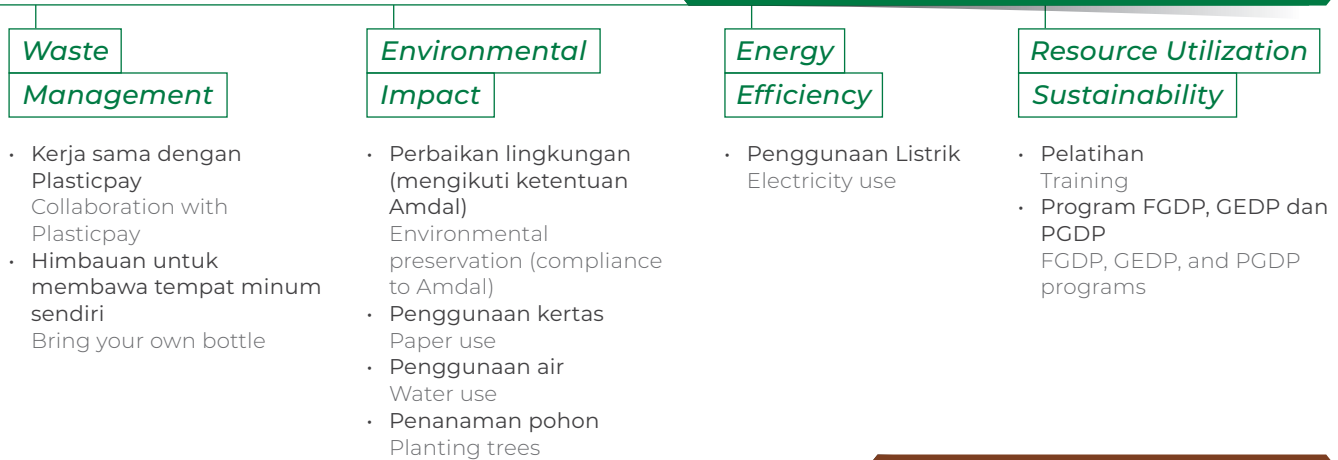 Waste
Management
• Kerja sama dengan
Plasticpay
Collaboration with
Plasticpay
• Himbauan untuk
membawa tempat minum
sendiri
Bring your own bottle
Environmental
Impact
• Perbaikan lingkungan
(mengikuti ketentuan
Amdal)
Environmental
preservation (compliance
to Amdal)
• Penggunaan kertas
Paper use
• Penggunaan air
Water use
• Penanaman pohon
Planting trees
Energy
Efficiency
• Penggunaan Listrik
Electricity use
Resource Utilization
Sustainability
• Pelatihan
Training
• Program FGDP, GEDP dan
PGDP
FGDP, GEDP, and PGDP
programs